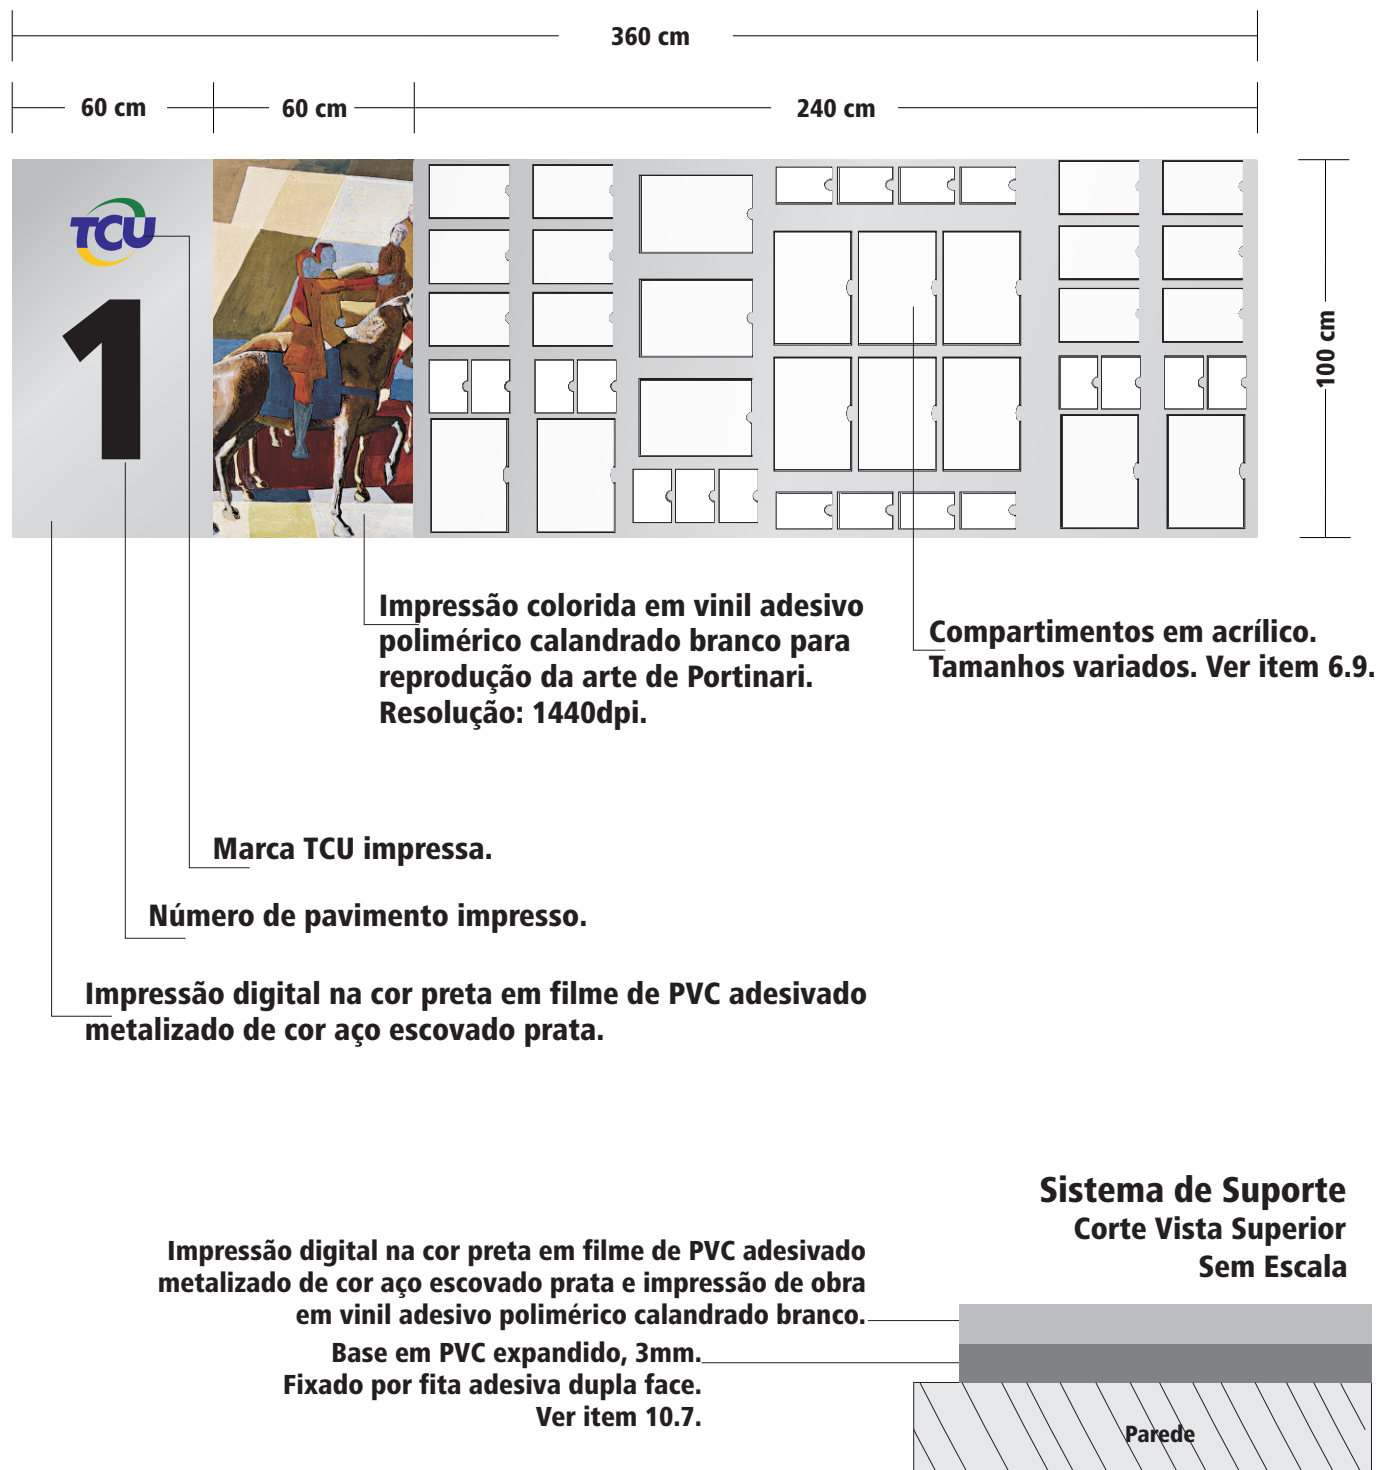 360 cm
60 cm
60 cm
240 cm
TCU
1
100 cm
Impressão colorida em vinil adesivo
polimérico calandrado branco para
reprodução da arte de Portinari.
Resolução: 1440dpi.
Compartimentos em acrílico.
Tamanhos variados. Ver item 6.9.
Marca TCU impressa.
Número de pavimento impresso.
Impressão digital na cor preta em filme de PVC adesivado
metalizado de cor aço escovado prata.
Sistema de Suporte
Corte Vista Superior
Sem Escala
Impressão digital na cor preta em filme de PVC adesivado
metalizado de cor aço escovado prata e impressão de obra
em vinil adesivo polimérico calandrado branco.
Base em PVC expandido, 3mm.
Fixado por fita adesiva dupla face.
Ver item 10.7.
Parede